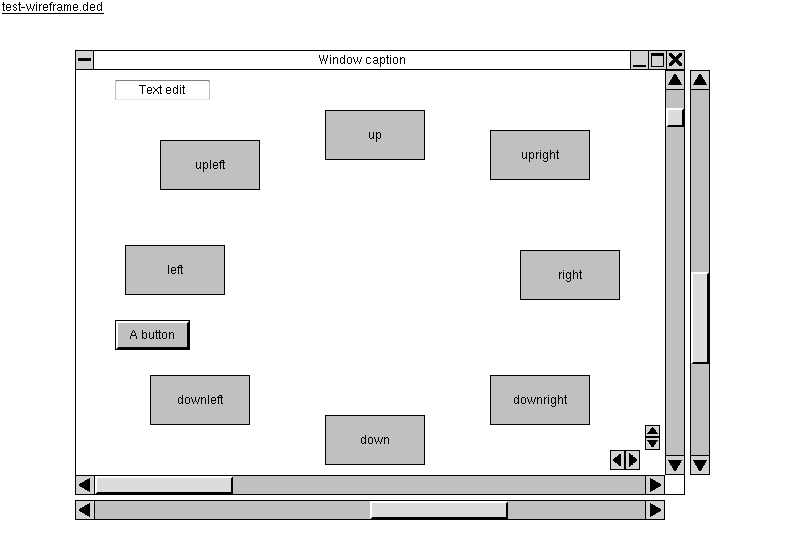 test-wireframe.ded
Window caption
Text edit
up
upleft
upright
left
right
A button
downleft
downright
down